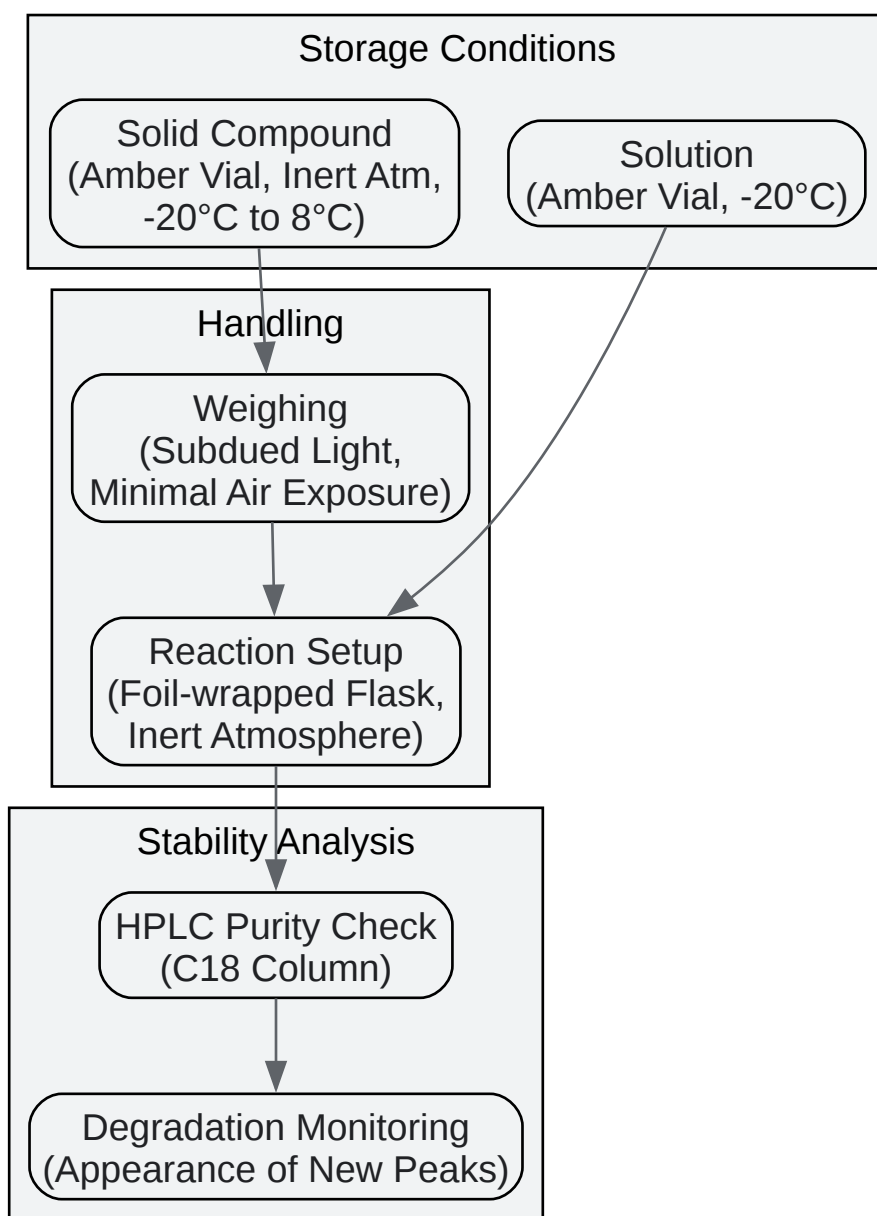 Storage Conditions
Solid Compound
(Amber Vial, Inert Atm,
-20°C to 8°C)
Solution
(Amber Vial, -20°C)
Handling
Weighing
(Subdued Light,
Minimal Air Exposure)
Reaction Setup
(Foil-wrapped Flask,
Inert Atmosphere)
Stability Analysis
HPLC Purity Check
(C18 Column)
Degradation Monitoring
(Appearance of New Peaks)